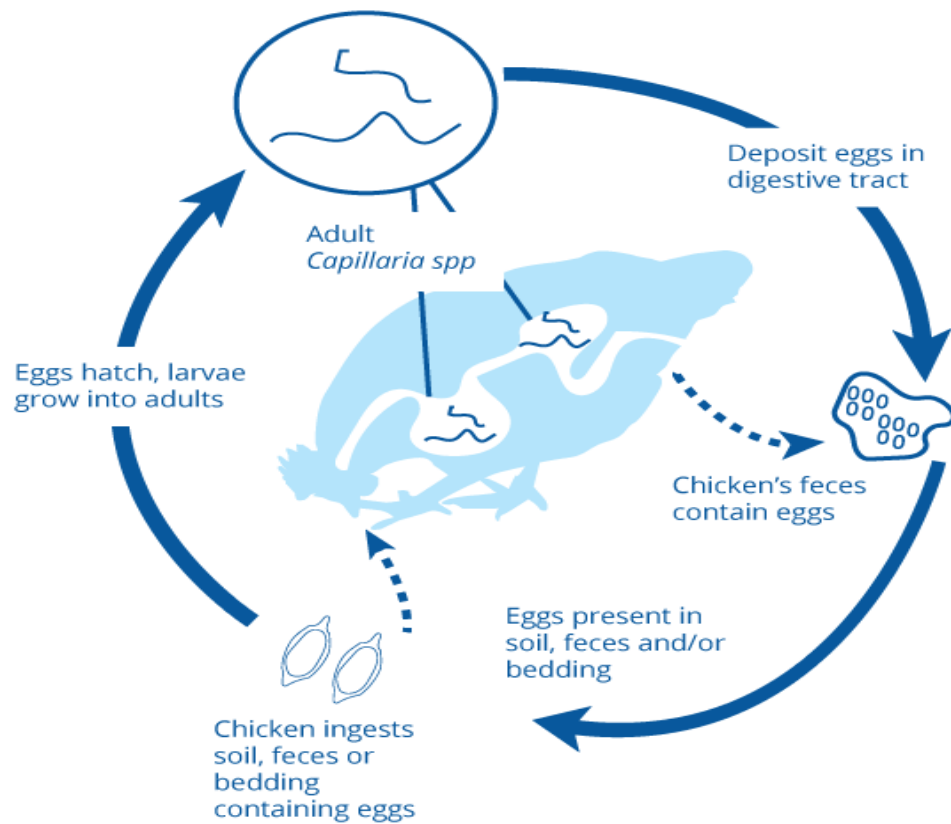 Deposit eggs in
digestive tract
Adult
Capillaria spp
Eggs hatch, larvae
grow into adults
Chicken's feces
contain eggs
Eggs present in
soil, feces and/or
bedding
Chicken ingests
soil, feces or
bedding
containing eggs